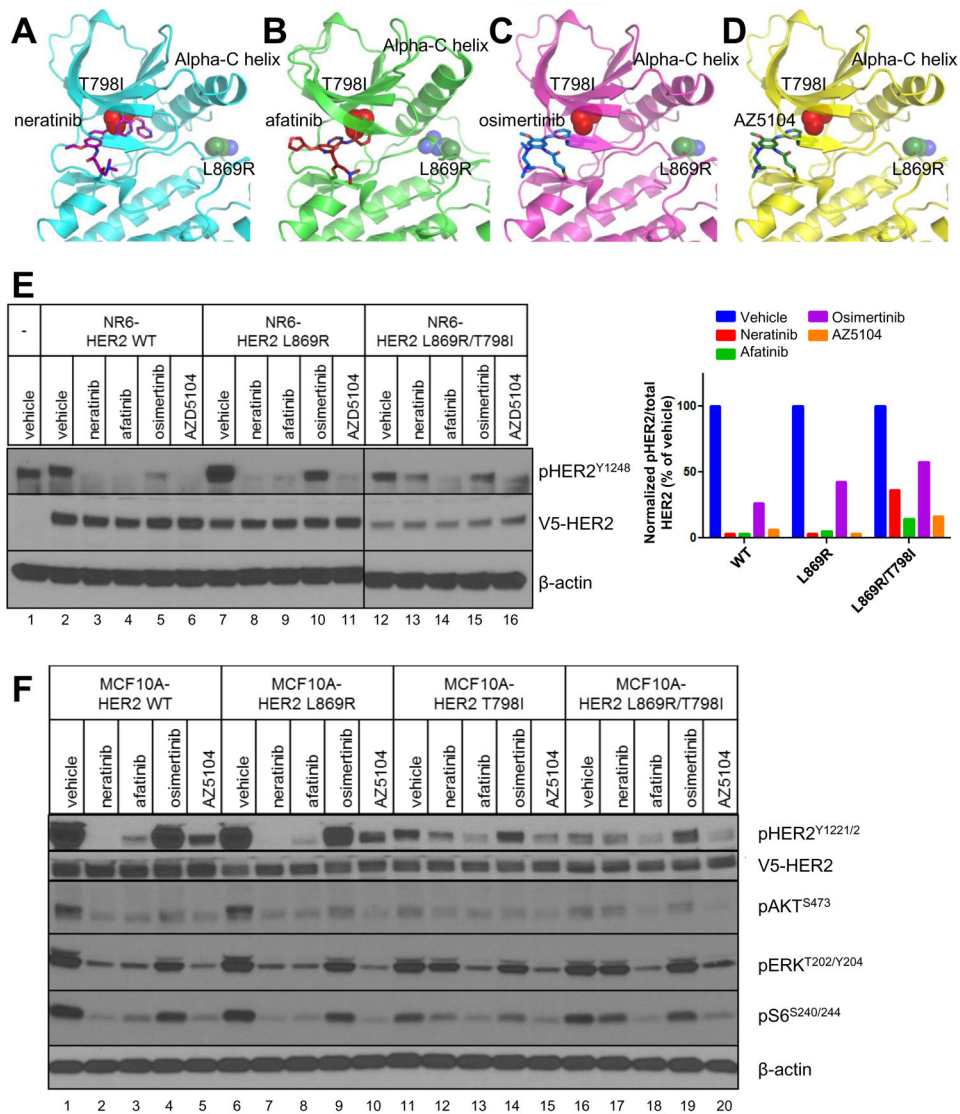 A
B
C
D
Alpha-C helix
Alpha-C helix
Alpha-C helix
Alpha-C helix
T798I
T798I
T798I
T798I
neratinib
afatinib
osimertinib
AZ5104
L869R
L869R
L869R
L869R
E
-
NR6-
HER2 WT
NR6-
HER2 L869R
NR6-
HER2 L869R/T798I
vehicle
vehicle
neratinib
afatinib
osimertinib
AZD5104
vehicle
neratinib
afatinib
osimertinib
AZD5104
vehicle
neratinib
afatinib
osimertinib
AZD5104
pHER2Y1248
V5-HER2
β-actin
1 2 3 4 5 6 7 8 9 10 11 12 13 14 15 16
Vehicle
Neratinib
Afatinib
Osimertinib
AZ5104
Normalized pHER2/total
HER2 (% of vehicle)
100
50
0
WT
L869R
L869R/T798I
F
MCF10A-
HER2 WT
MCF10A-
HER2 L869R
MCF10A-
HER2 T798I
MCF10A-
HER2 L869R/T798I
vehicle
neratinib
afatinib
osimertinib
AZ5104
vehicle
neratinib
afatinib
osimertinib
AZ5104
vehicle
neratinib
afatinib
osimertinib
AZ5104
vehicle
neratinib
afatinib
osimertinib
AZ5104
pHER2Y1221/2
V5-HER2
pAKTS473
pERKT202/Y204
pS6S240/244
β-actin
1 2 3 4 5 6 7 8 9 10 11 12 13 14 15 16 17 18 19 20